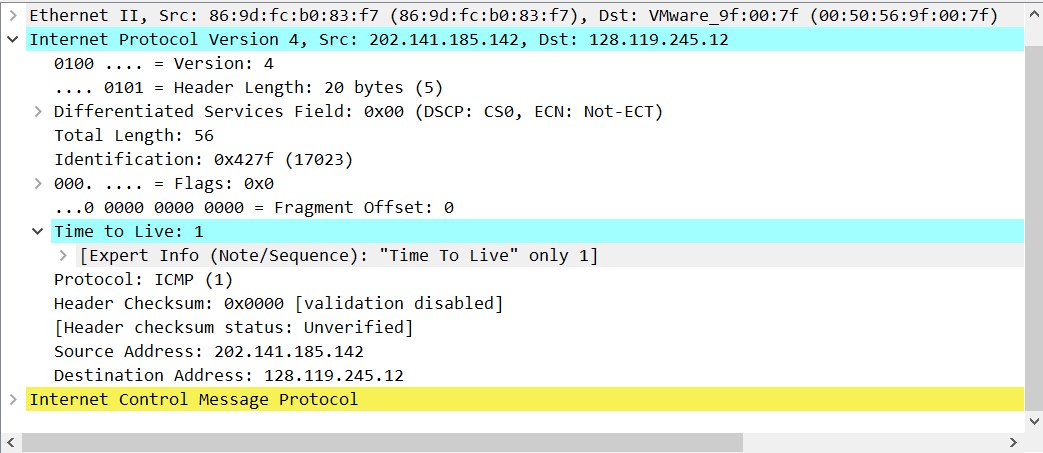 Ethernet II, Src: 86:9d:fc:b0:83:f7 (86:9d:fc:b0:83:f7), Dst: VMware_9f:00:7f (00:50:56:9f:00:7f)
Internet Protocol Version 4, Src: 202.141.185.142, Dst: 128.119.245.12
0100 .... = Version: 4
.... 0101 = Header Length: 20 bytes (5)
Differentiated Services Field: 0x00 (DSCP: CS0, ECN: Not-ECT)
Total Length: 56
Identification: 0x427f (17023)
000. .... = Flags: 0x0
...0 0000 0000 0000 = Fragment Offset: 0
Time to Live: 1
[Expert Info (Note/Sequence): "Time To Live" only 1]
Protocol: ICMP (1)
Header Checksum: 0x0000 [validation disabled]
[Header checksum status: Unverified]
Source Address: 202.141.185.142
Destination Address: 128.119.245.12
Internet Control Message Protocol